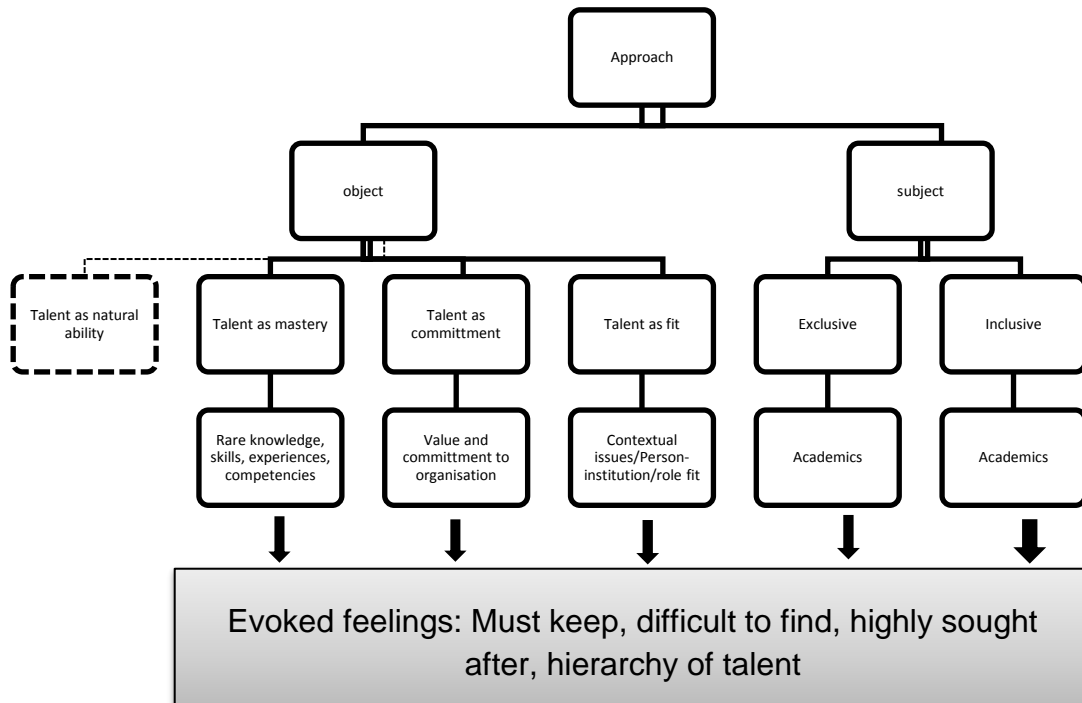 Approach
object
subject
Talent as natural
ability
Talent as mastery
Talent as
committment
Talent as fit
Exclusive
Inclusive
Rare knowledge,
skills, experiences,
competencies
Value and
commitment to
organisation
Contextual
issues/Person-
institution/role fit
Academics
Academics
Evoked feelings: Must keep, difficult to find, highly sought
after, hierarchy of talent